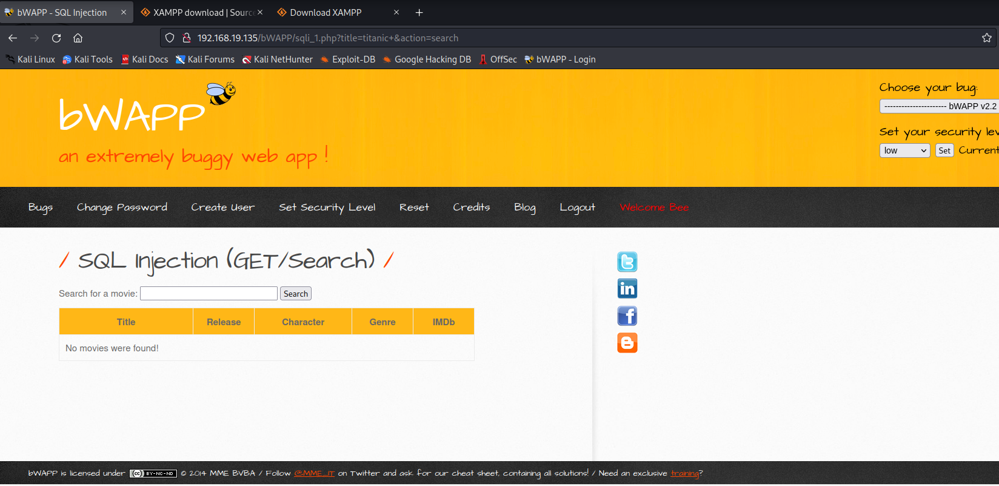 bWAPP - SQL Injection
XAMPP download | Source
Download XAMPP
192.168.19.135/bWAPP/sqli_1.php?title=titanic+&action=search
Kali Linux Kali Tools Kali Docs Kali Forums Kali NetHunter Exploit-DB Google Hacking DB OffSec bWAPP - Login
bWAPP
an extremely buggy web app !
Choose your bug:
---------------------- bWAPP v2.2
Set your security lev
low Set Current
Bugs Change Password Create User Set Security Level Reset Credits Blog Logout Welcome Bee
/ SQL Injection (GET/Search) /
Search for a movie: Search
Title Release Character Genre IMDb
No movies were found!
bWAPP is licensed under (cc) BY-NC-ND © 2014 MME BVBA / Follow @MME_IT on Twitter and ask for our cheat sheet, containing all solutions! / Need an exclusive training?